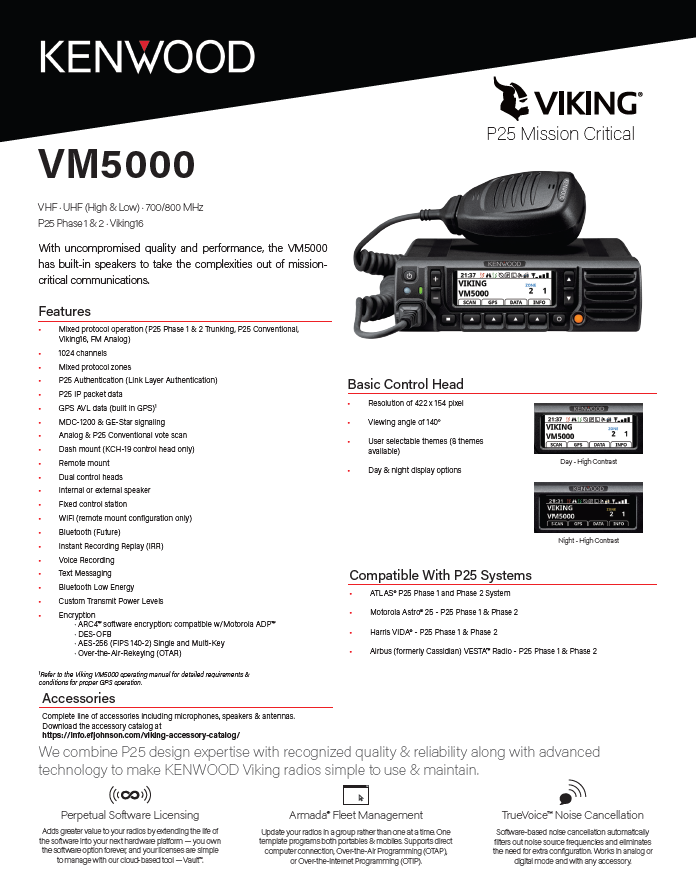 KENWOOD
VIKING®
P25 Mission Critical
VM5000
VHF · UHF (High & Low) · 700/800 MHz
P25 Phase 1 & 2 · Viking16
With uncompromised quality and performance, the VM5000
has built-in speakers to take the complexities out of mission-
critical communications.
Features
• Mixed protocol operation (P25 Phase 1 & 2 Trunking, P25 Conventional,
Viking16, FM Analog)
• 1024 channels
• Mixed protocol zones
• P25 Authentication (Link Layer Authentication)
• P25 IP packet data
• GPS AVL data (built in GPS)¹
• MDC-1200 & GE-Star signaling
• Analog & P25 Conventional vote scan
• Dash mount (KCH-19 control head only)
• Remote mount
• Dual control heads
• Internal or external speaker
• Fixed control station
• WIFI (remote mount configuration only)
• Bluetooth (Future)
• Instant Recording Replay (IRR)
• Voice Recording
• Text Messaging
• Bluetooth Low Energy
• Custom Transmit Power Levels
• Encryption
· ARC4™ software encryption: compatible w/Motorola ADP™
· DES-OFB
· AES-256 (FIPS 140-2) Single and Multi-Key
· Over-the-Air-Rekeying (OTAR)
¹Refer to the Viking VM5000 operating manual for detailed requirements &
conditions for proper GPS operation.
Accessories
Complete line of accessories including microphones, speakers & antennas.
Download the accessory catalog at
https://info.efjohnson.com/viking-accessory-catalog/
KENWOOD
KENWOOD
21:37
VIKING
ZONE
VM5000 2 1
SCAN GPS DATA INFO
Basic Control Head
• Resolution of 422 x 154 pixel
• Viewing angle of 140°
• User selectable themes (8 themes
available)
• Day & night display options
KENWOOD
21:37
VIKING
ZONE
VM5000 2 1
SCAN GPS DATA INFO
Day - High-Contrast
KENWOOD
VIKING
ZONE
VM5000 2 1
SCAN GPS DATA INFO
Night - High-Contrast
Compatible With P25 Systems
• ATLAS® P25 Phase 1 and Phase 2 System
• Motorola Astro® 25 - P25 Phase 1 & Phase 2
• Harris VIDA® - P25 Phase 1 & Phase 2
• Airbus (formerly Cassidian) VESTA® Radio - P25 Phase 1 & Phase 2
We combine P25 design expertise with recognized quality & reliability along with advanced
technology to make KENWOOD Viking radios simple to use & maintain.
Perpetual Software Licensing
Adds greater value to your radios by extending the life of
the software into your next hardware platform — you own
the software option forever, and your licenses are simple
to manage with our cloud-based tool — Vault™.
Armada® Fleet Management
Update your radios in a group rather than one at a time. One
template programs both portables & mobiles. Supports direct
computer connection, Over-the-Air Programming (OTAP),
or Over-the-Internet Programming (OTIP).
TrueVoice™ Noise Cancellation
Software-based noise cancellation automatically
filters out noise source frequencies and eliminates
the need for extra configuration. Works in analog or
digital mode and with any accessory.